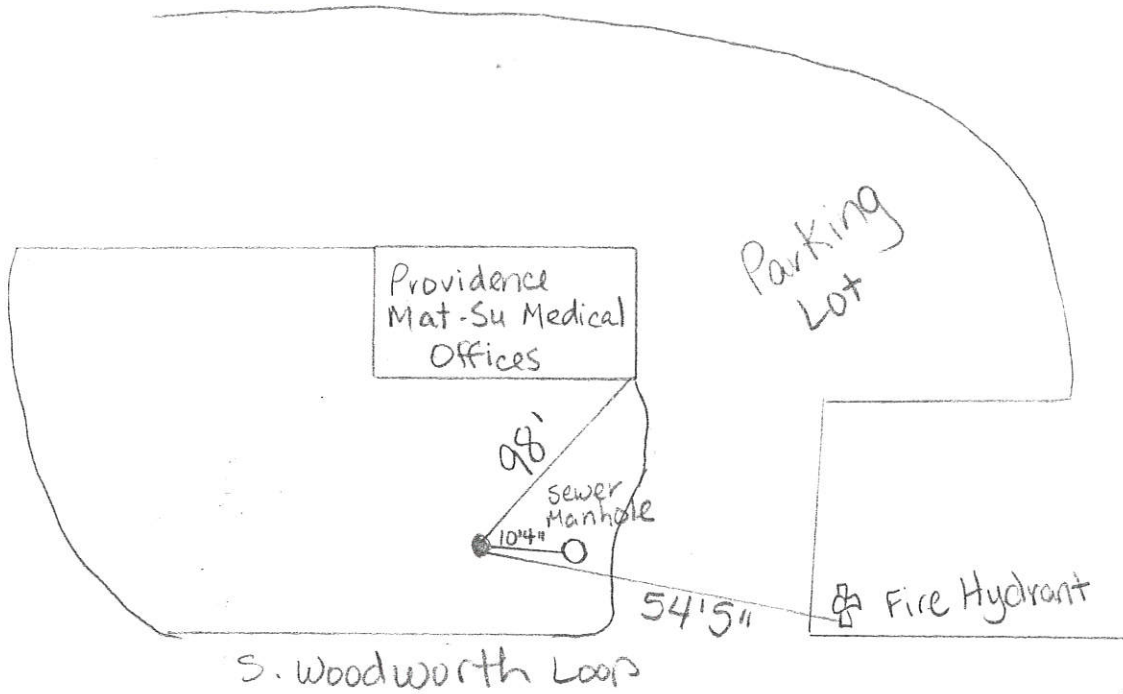 Parking
Lot
Providence
Mat-Su Medical
Offices
98'
Sewer
Manhole
10'4"
54'5"
Fire Hydrant
S. Woodworth Loop